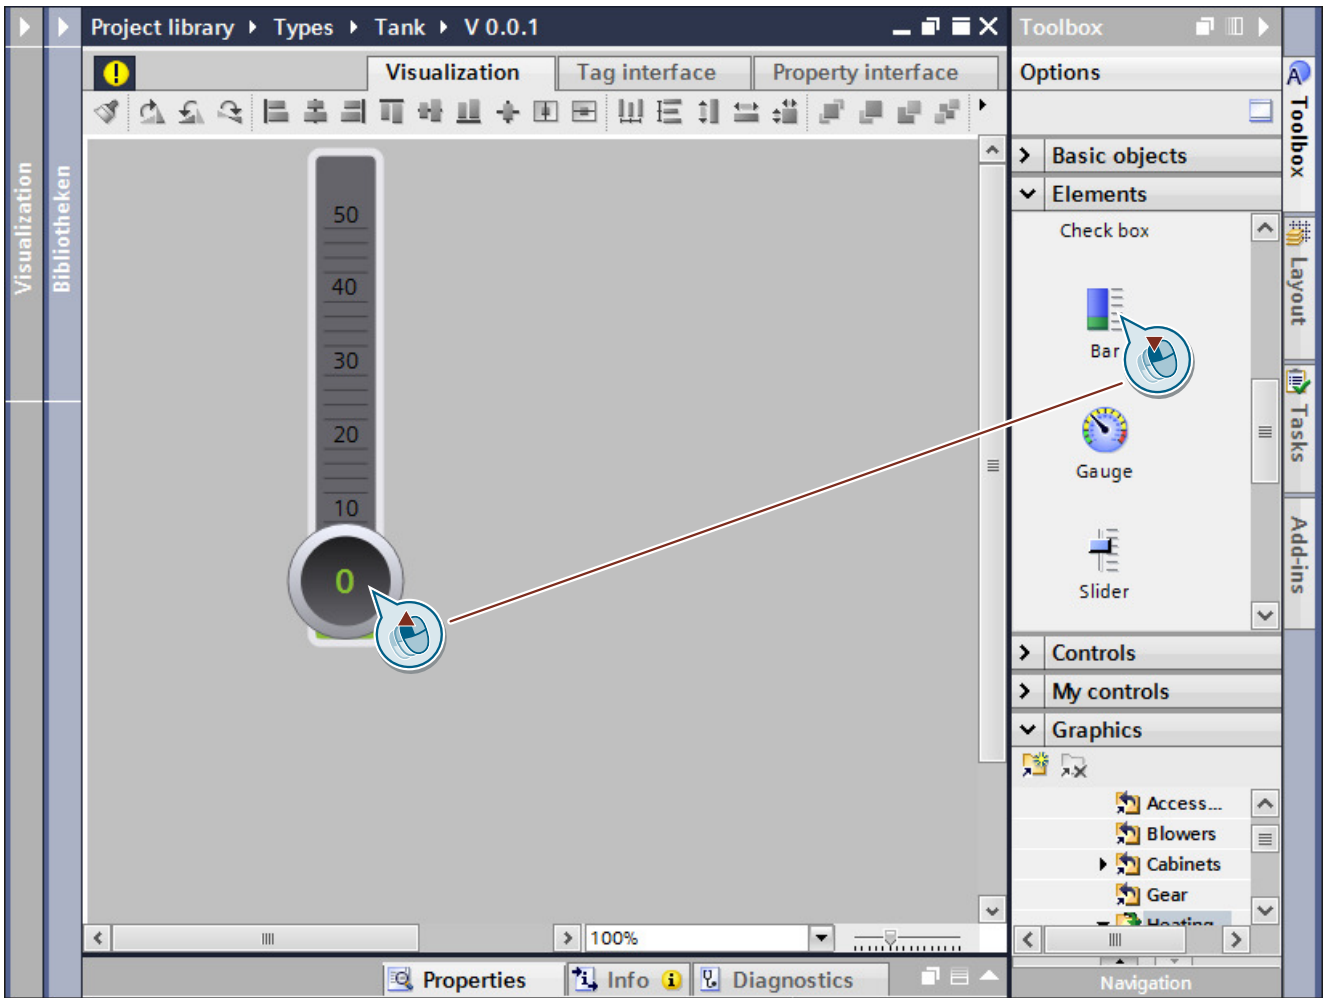 Project library Types Tank V 0.0.1
Toolbox
Visualization Tag interface Property interface
Options
Visualization
Bibliotheken
50
40
30
20
10
0
Basic objects
Elements
Check box
Bar
Gauge
Slider
Controls
My controls
Graphics
Access...
Blowers
Cabinets
Gear
Heating
Toolbox
Layout
Tasks
Add-ins
100%
Properties Info Diagnostics
Navigation